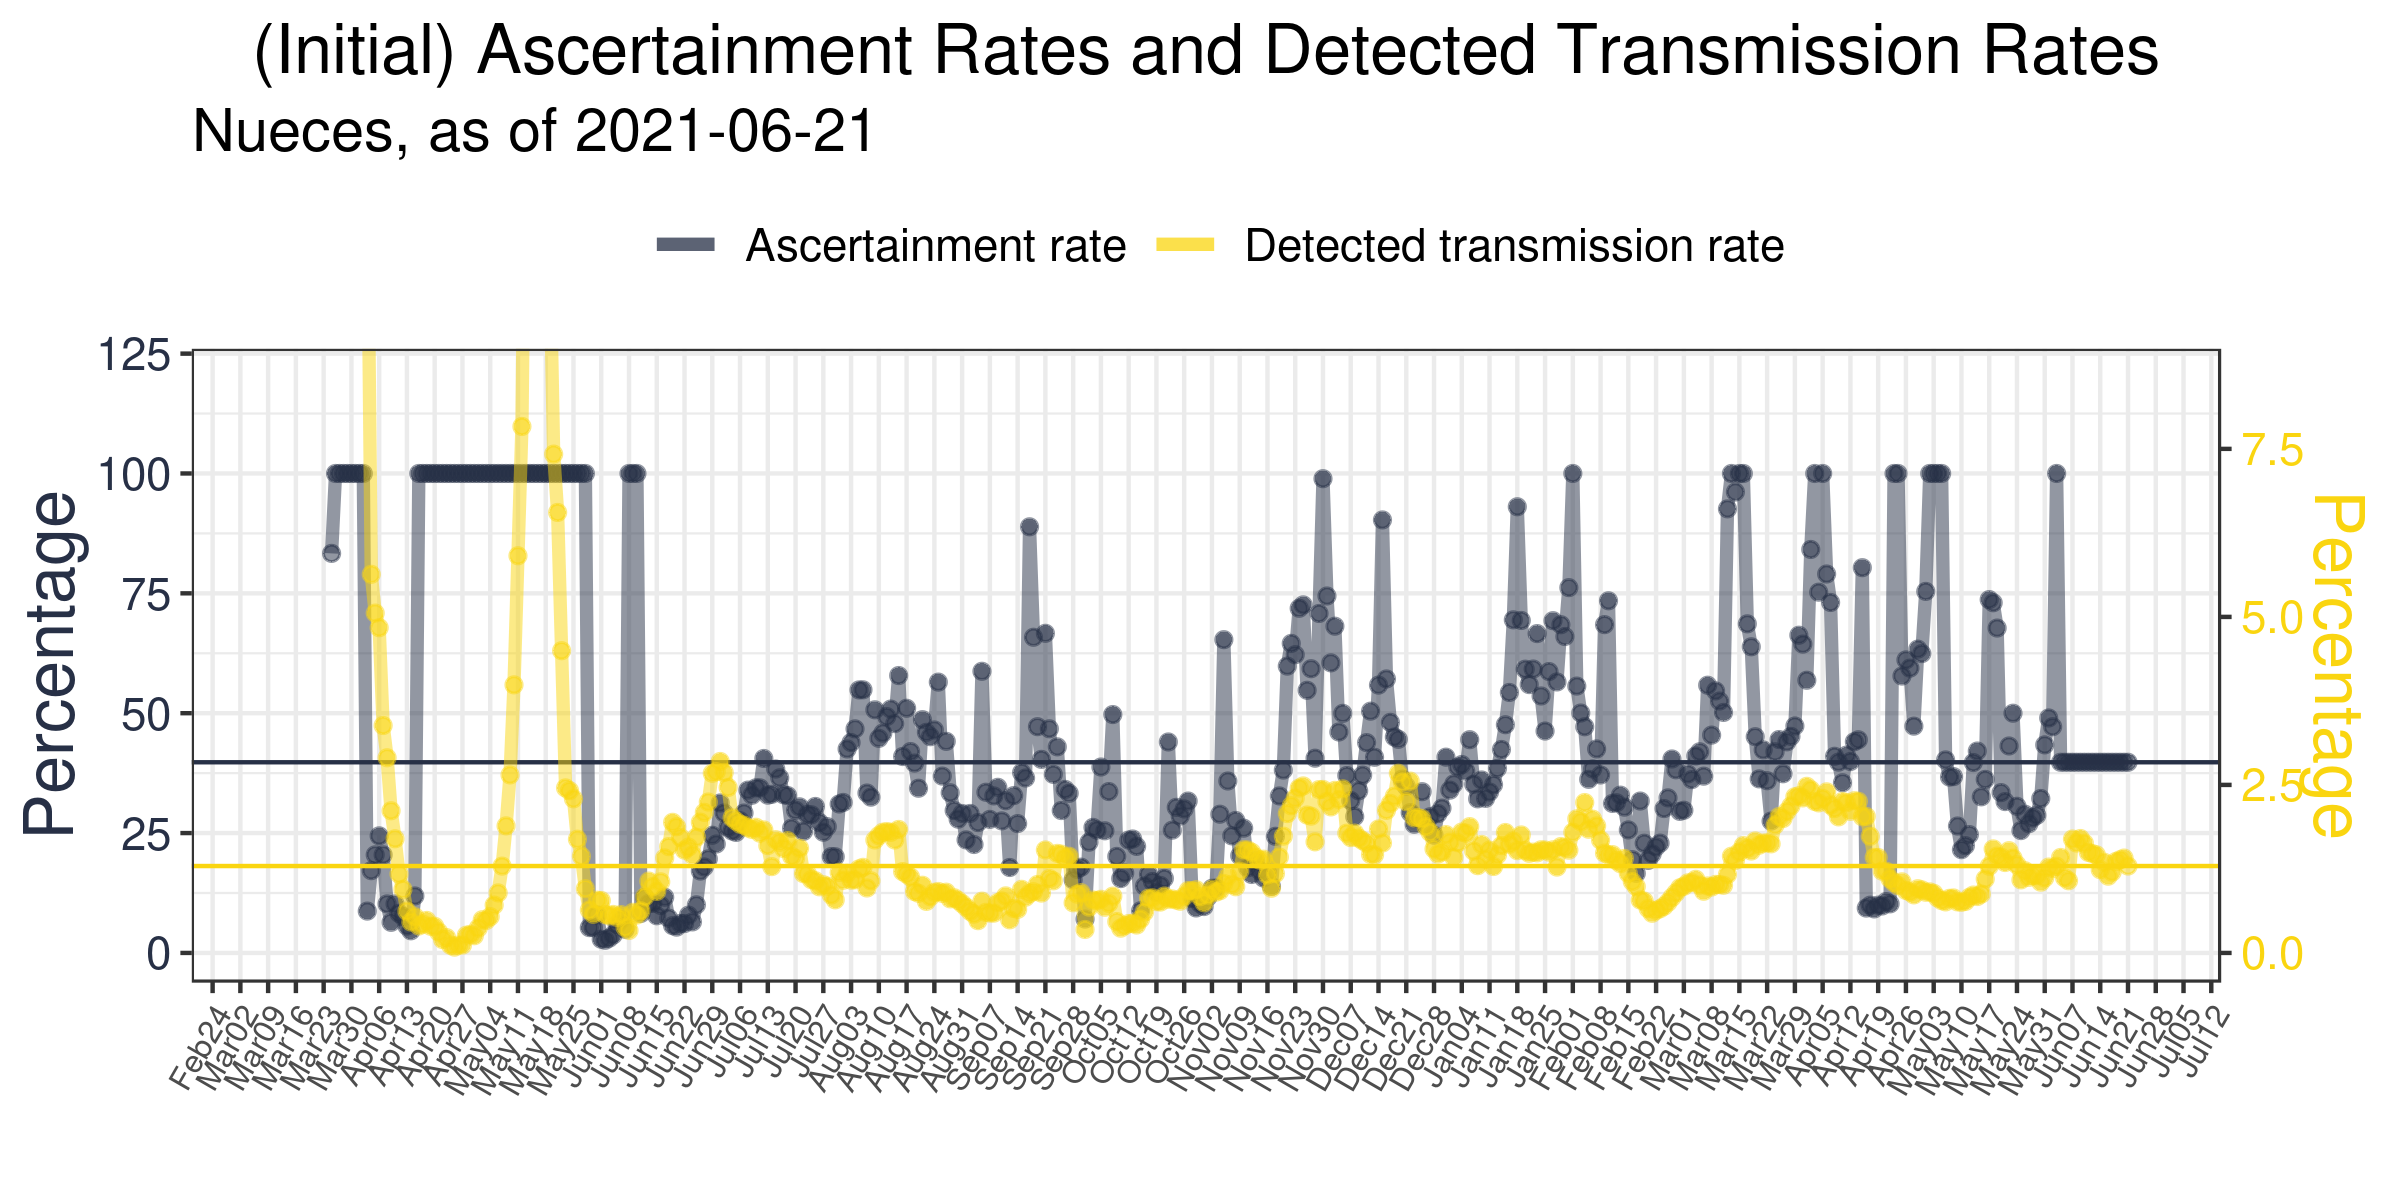 (Initial) Ascertainment Rates and Detected Transmission Rates
Nueces, as of 2021-06-21
Ascertainment rate
Detected transmission rate
Percentage
125
100
75
50
25
0
7.5
5.0
2.5
0.0
Percentage
Feb24
Mar02
Mar09
Mar16
Mar23
Mar30
Apr06
Apr13
Apr20
Apr27
May04
May11
May18
May25
Jun01
Jun08
Jun15
Jun22
Jun29
Jul06
Jul13
Jul20
Jul27
Aug03
Aug10
Aug17
Aug24
Aug31
Sep07
Sep14
Sep21
Sep28
Oct05
Oct12
Oct19
Oct26
Nov02
Nov09
Nov16
Nov23
Nov30
Dec07
Dec14
Dec21
Dec28
Jan04
Jan11
Jan18
Jan25
Feb01
Feb08
Feb15
Feb22
Mar01
Mar08
Mar15
Mar22
Mar29
Apr05
Apr12
Apr19
Apr26
May03
May10
May17
May24
May31
Jun07
Jun14
Jun21
Jun28
Jul05
Jul12